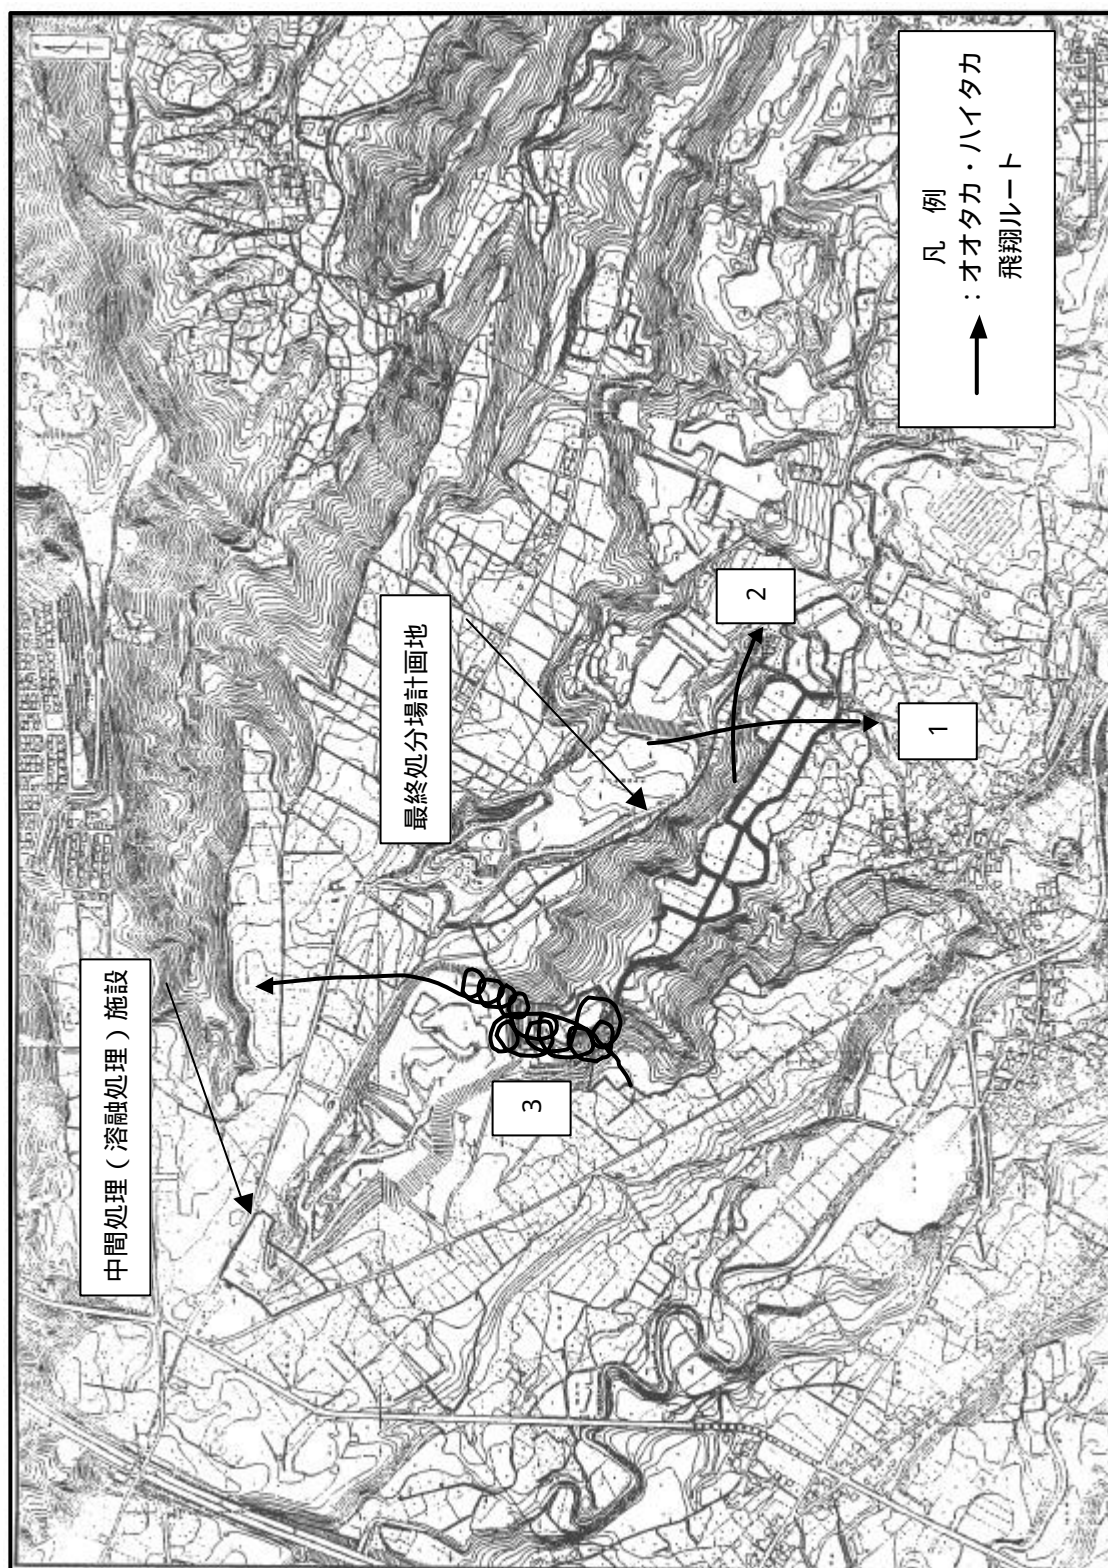 中間処理（溶融処理）施設
最終処分場計画地
3
2
1
凡　例
：オオタカ・ハイタカ
飛翔ルート